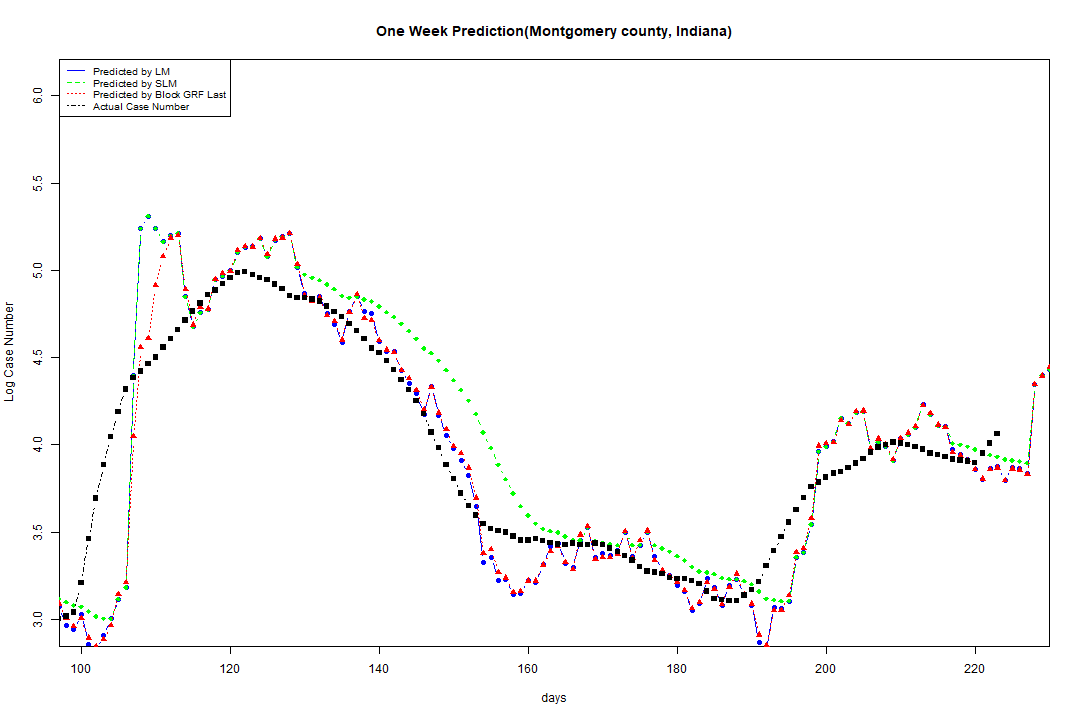 One Week Prediction(Montgomery county, Indiana)
Predicted by LM
Predicted by SLM
Predicted by Block GRF Last
Actual Case Number
6.0
5.5
5.0
4.5
4.0
3.5
3.0
Log Case Number
100 120 140 160 180 200 220
days